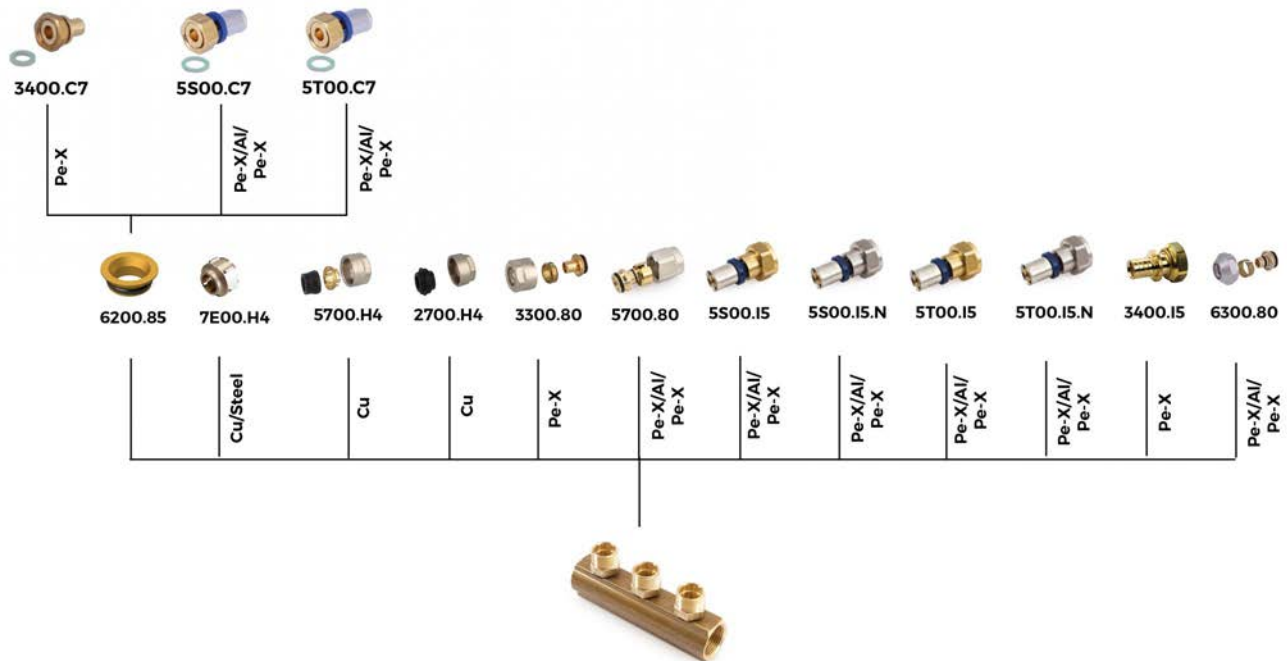 3400.C7
5S00.C7
5T00.C7
Pe-X
Pe-X/Al/
Pe-X
Pe-X/Al/
Pe-X
6200.85
7E00.H4
5700.H4
2700.H4
3300.80
5700.80
5S00.I5
5S00.I5.N
5T00.I5
5T00.I5.N
3400.I5
6300.80
Cu/Steel
Cu
Cu
Pe-X
Pe-X/Al/
Pe-X
Pe-X/Al/
Pe-X
Pe-X/Al/
Pe-X
Pe-X/Al/
Pe-X
Pe-X/Al/
Pe-X
Pe-X
Pe-X/Al/
Pe-X